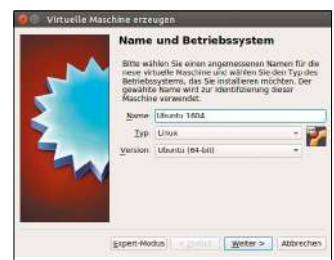 Virtuelle Maschine erzeugen
Name und Betriebssystem
Bitte wählen Sie einen angemessenen Namen für die
neue virtuelle Maschine und wählen Sie den Typ des
Betriebssystems, das Sie installieren möchten. Der
gewählte Name wird zur Identifizierung dieser
Maschine verwendet.
Name: Ubuntu 1604
Typ: Linux
Version: Ubuntu (64-bit)
Expert-Modus < Zurück Weiter > Abbrechen